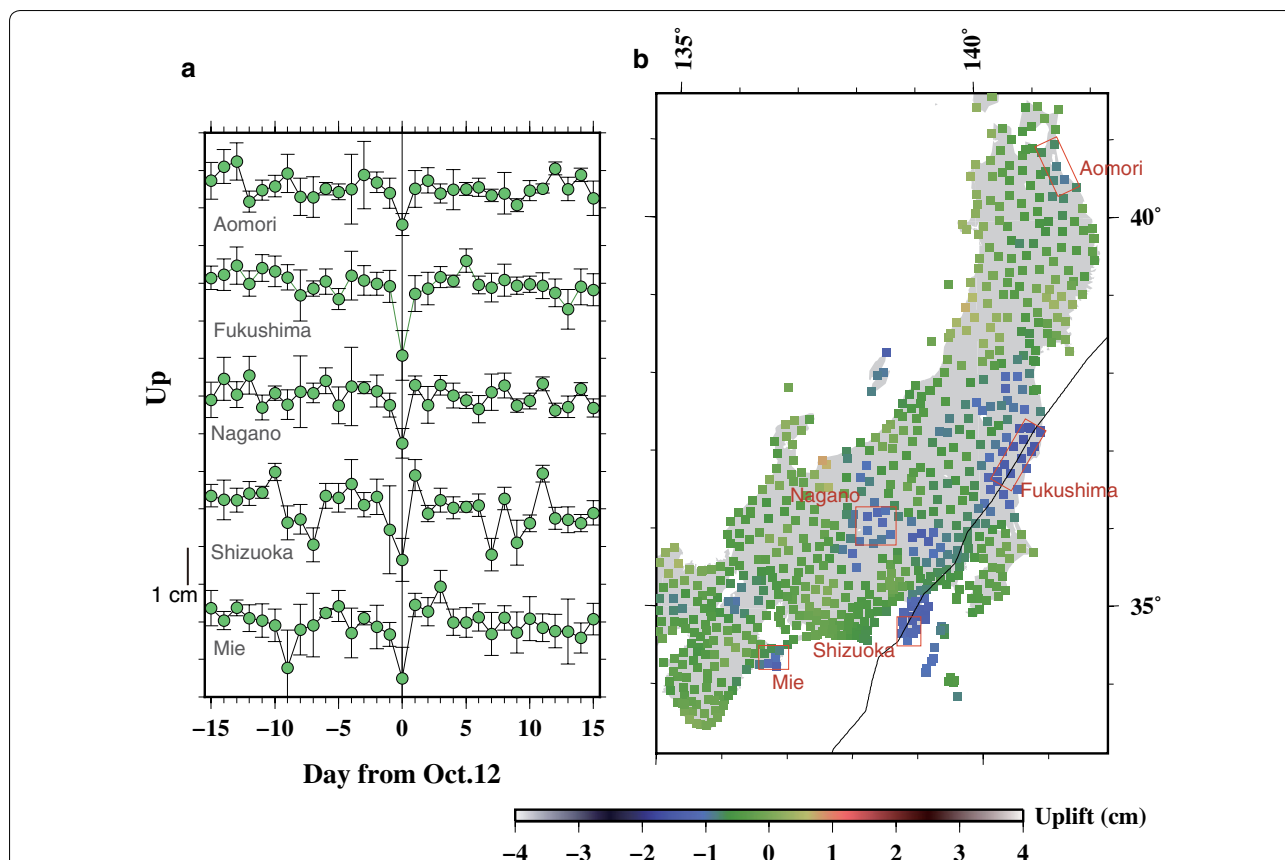 a
b
135°
140°
Aomori
Fukushima
Nagano
Shizuoka
Mie
Up
1 cm
−15 −10 −5 0 5 10 15
Day from Oct.12
Aomori
40°
Nagano
Fukushima
35°
Shizuoka
Mie
Uplift (cm)
−4 −3 −2 −1 0 1 2 3 4